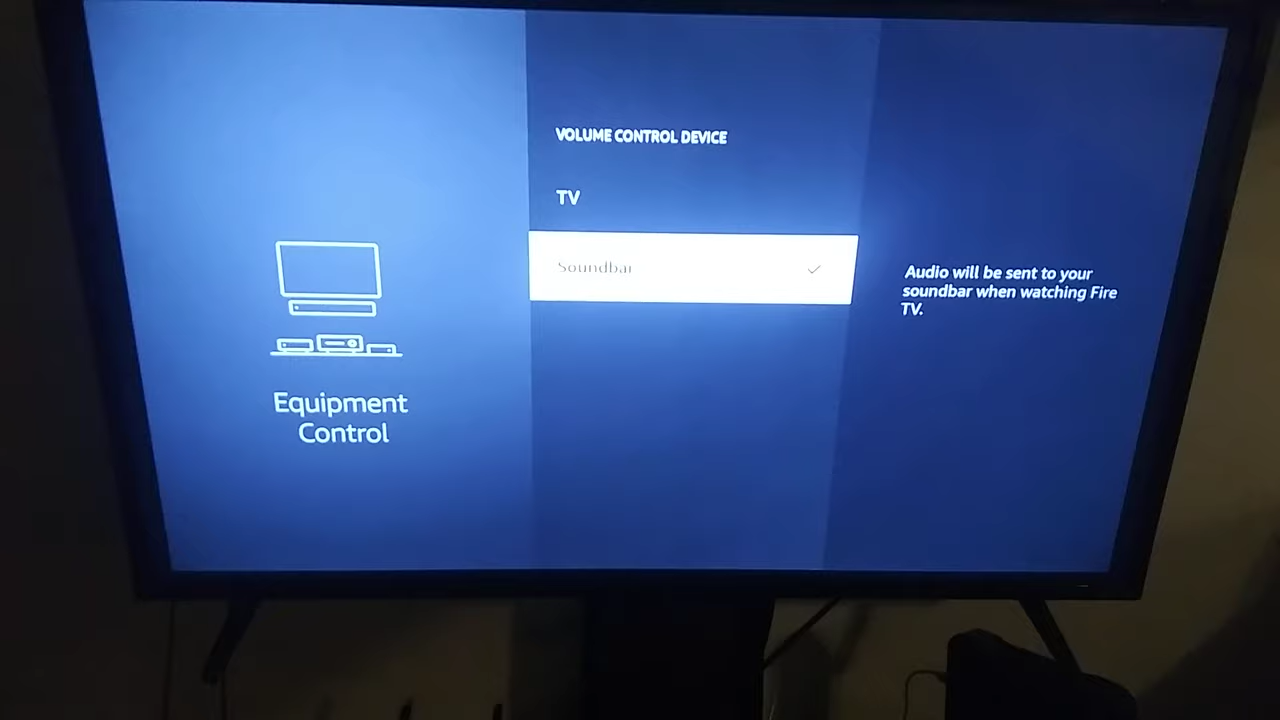 VOLUME CONTROL DEVICE
TV
Soundbar
Audio will be sent to your
soundbar when watching Fire
TV.
Equipment
Control